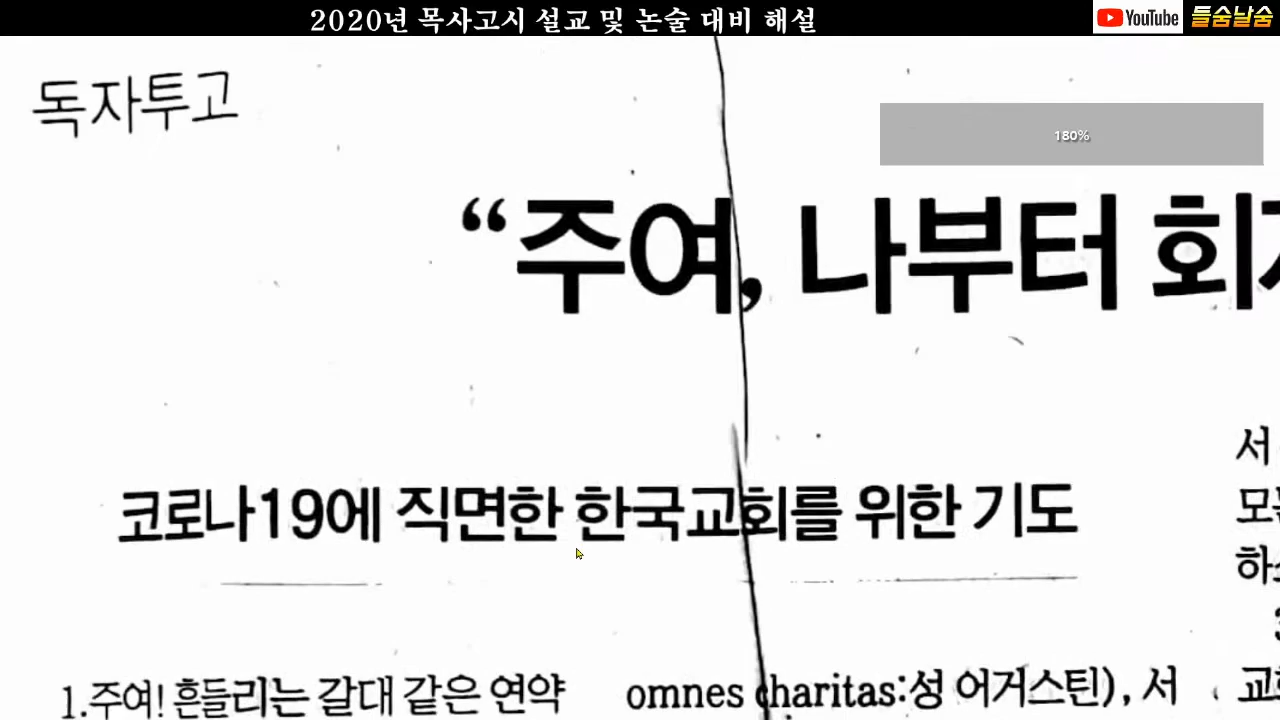 2020년 목사고시 설교 및 논술 대비 해설
YouTube 들숨날숨
독자투고
180%
“주여, 나부터 회
코로나19에 직면한 한국교회를 위한 기도
1.주여! 흔들리는 갈대 같은 연약
omnes charitas:성 어거스틴), 서
서